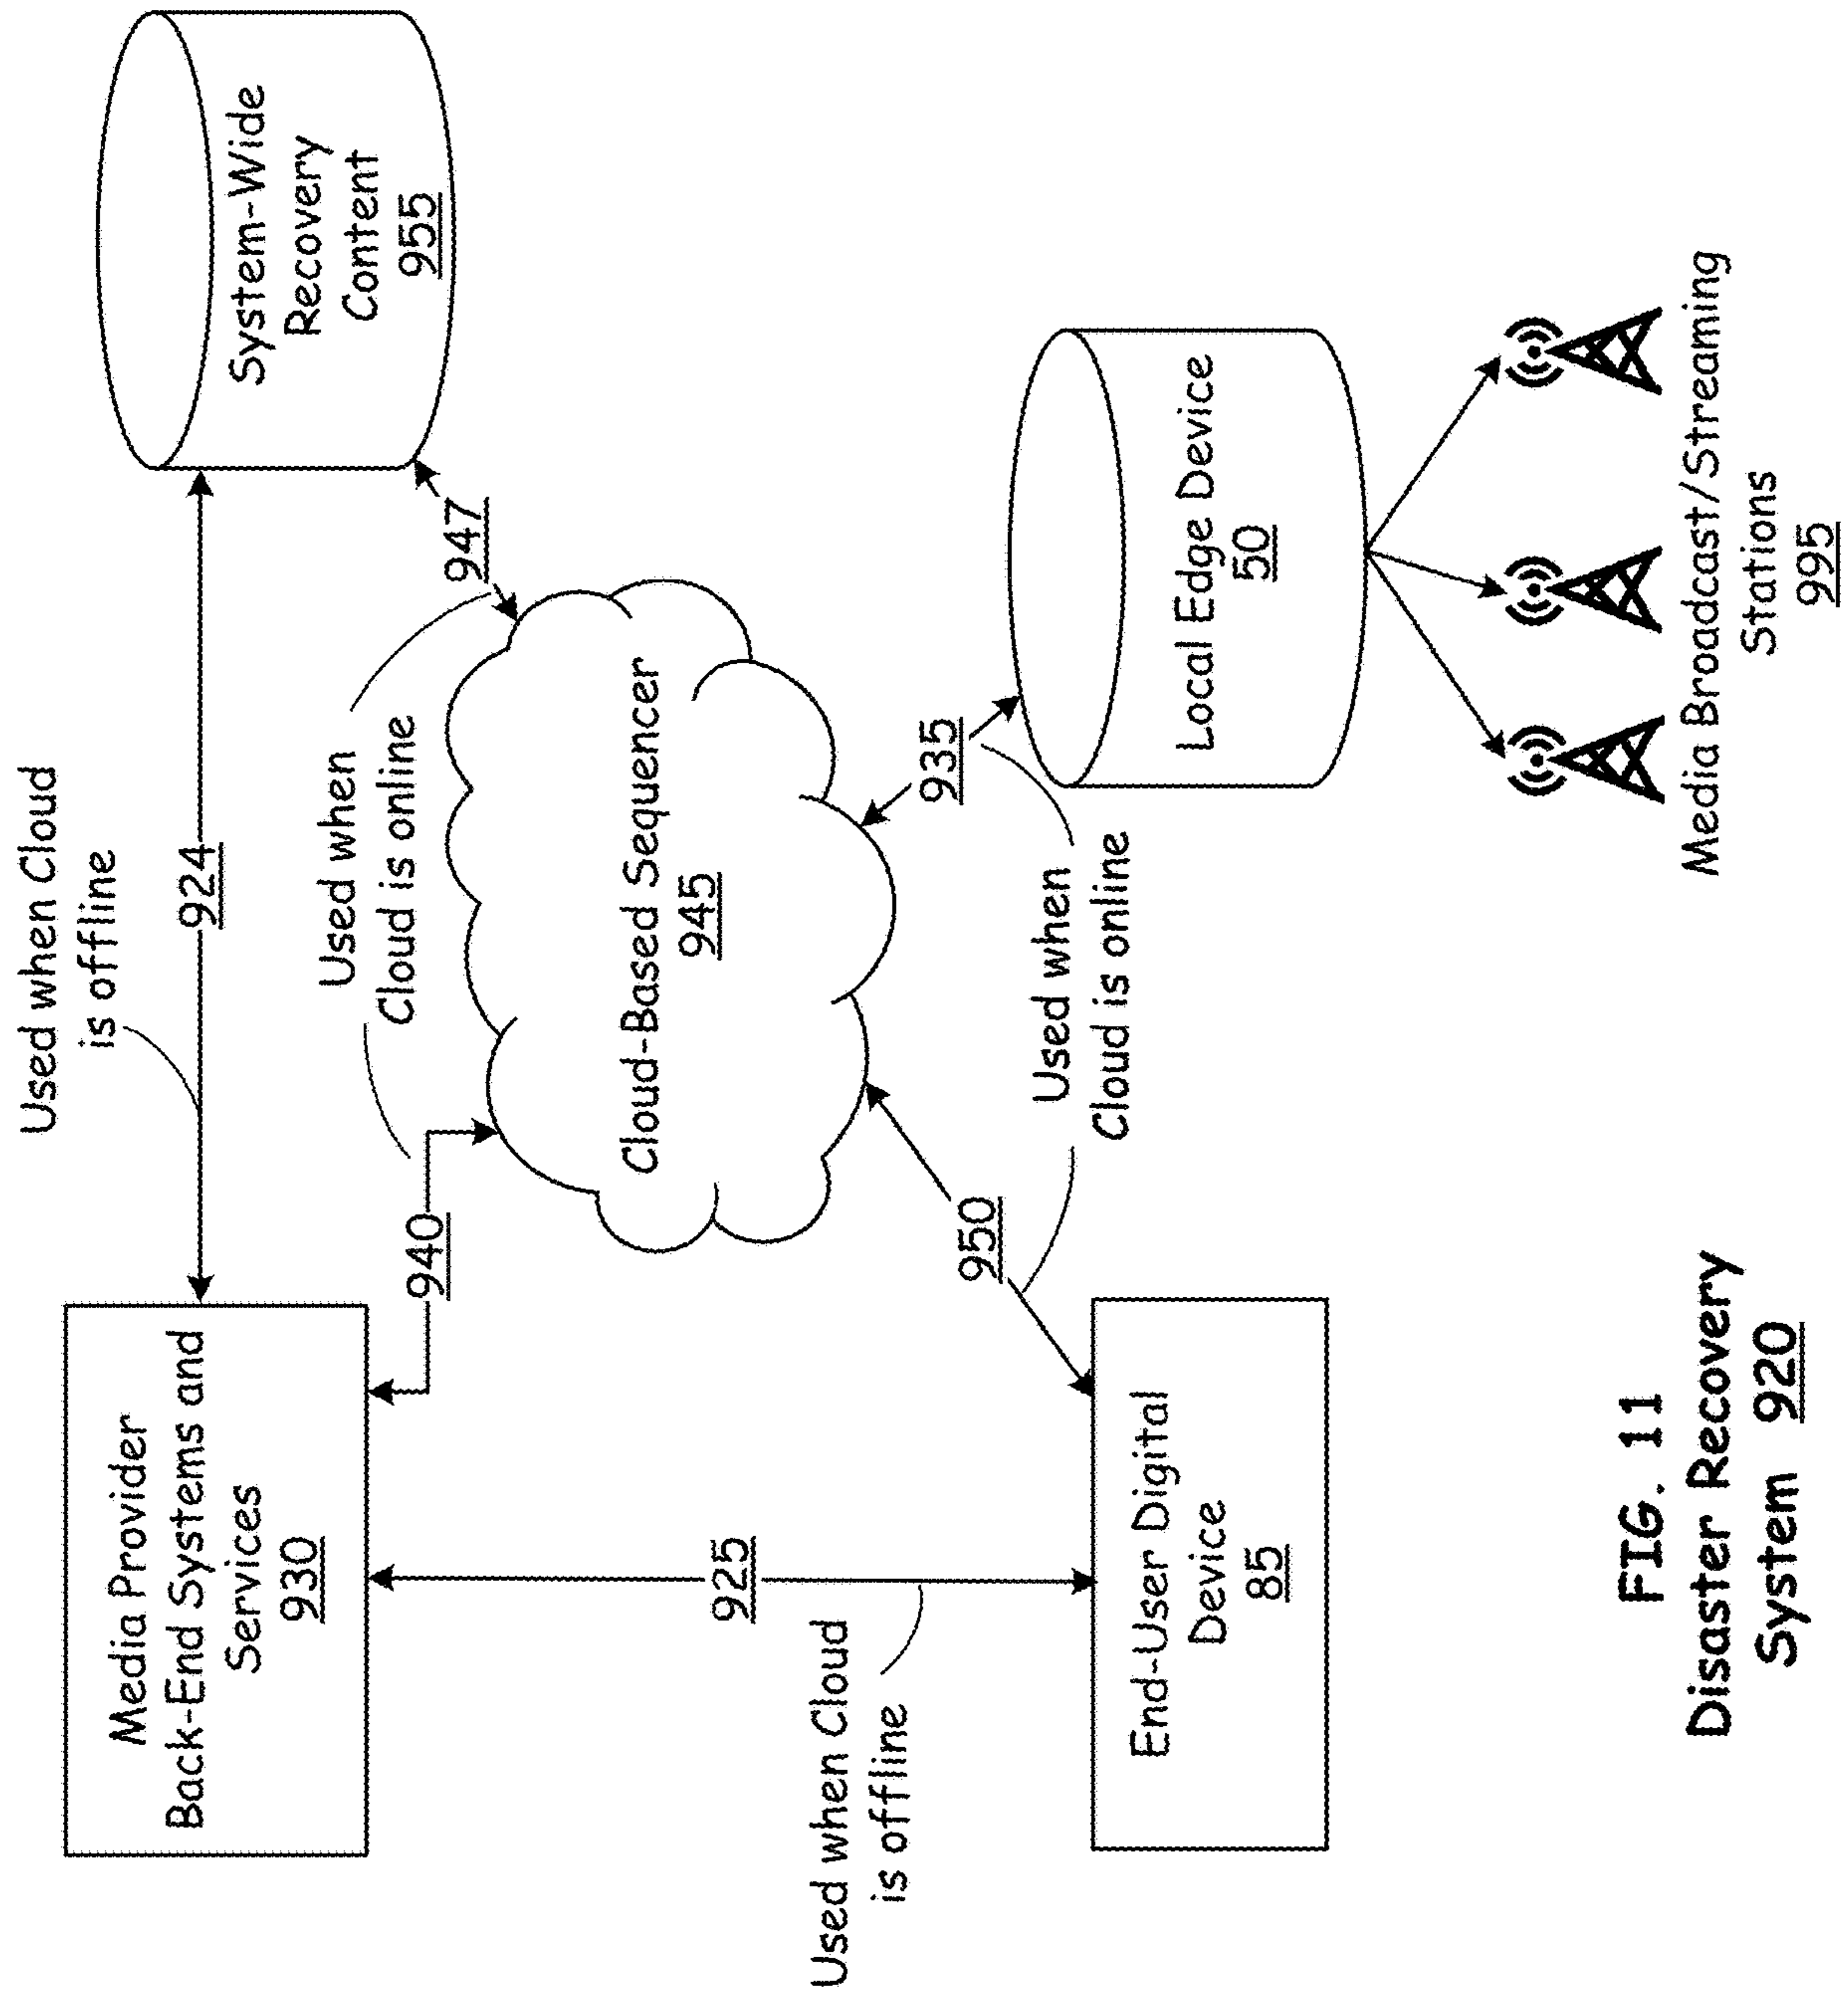 Used when Cloud
is offline
924
Media Provider
Back-End Systems and
Services
930
System-Wide
Recovery
Content
955
Used when
Cloud is online
940
947
Cloud-Based Sequencer
945
925
Used when Cloud
is offline
950
935
Used when
Cloud is online
End-User Digital
Device
85
Local Edge Device
50
Media Broadcast/Streaming
Stations
995
FIG. 11
Disaster Recovery
System 920